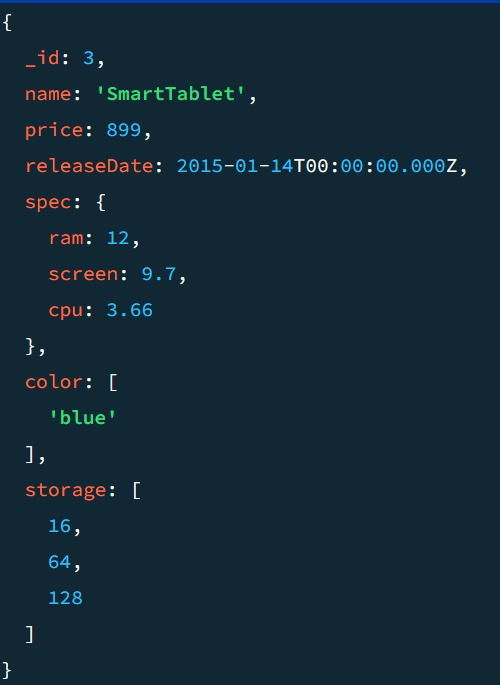 {
  _id: 3,
  name: 'SmartTablet',
  price: 899,
  releaseDate: 2015-01-14T00:00:00.000Z,
  spec: {
    ram: 12,
    screen: 9.7,
    cpu: 3.66
  },
  color: [
    'blue'
  ],
  storage: [
    16,
    64,
    128
  ]
}